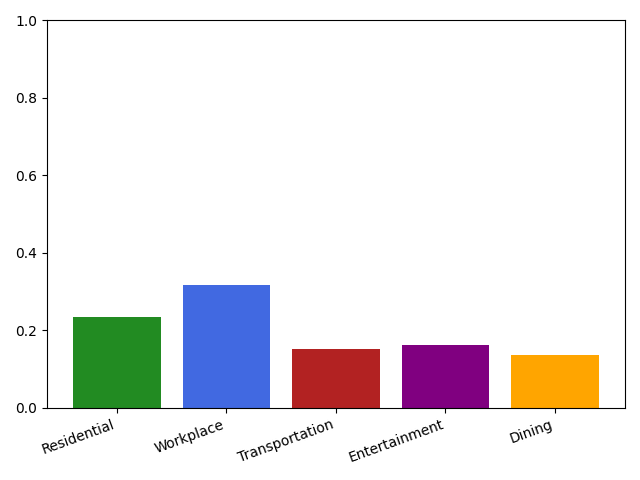 1.0
0.8
0.6
0.4
0.2
0.0
Residential
Workplace
Transportation
Entertainment
Dining